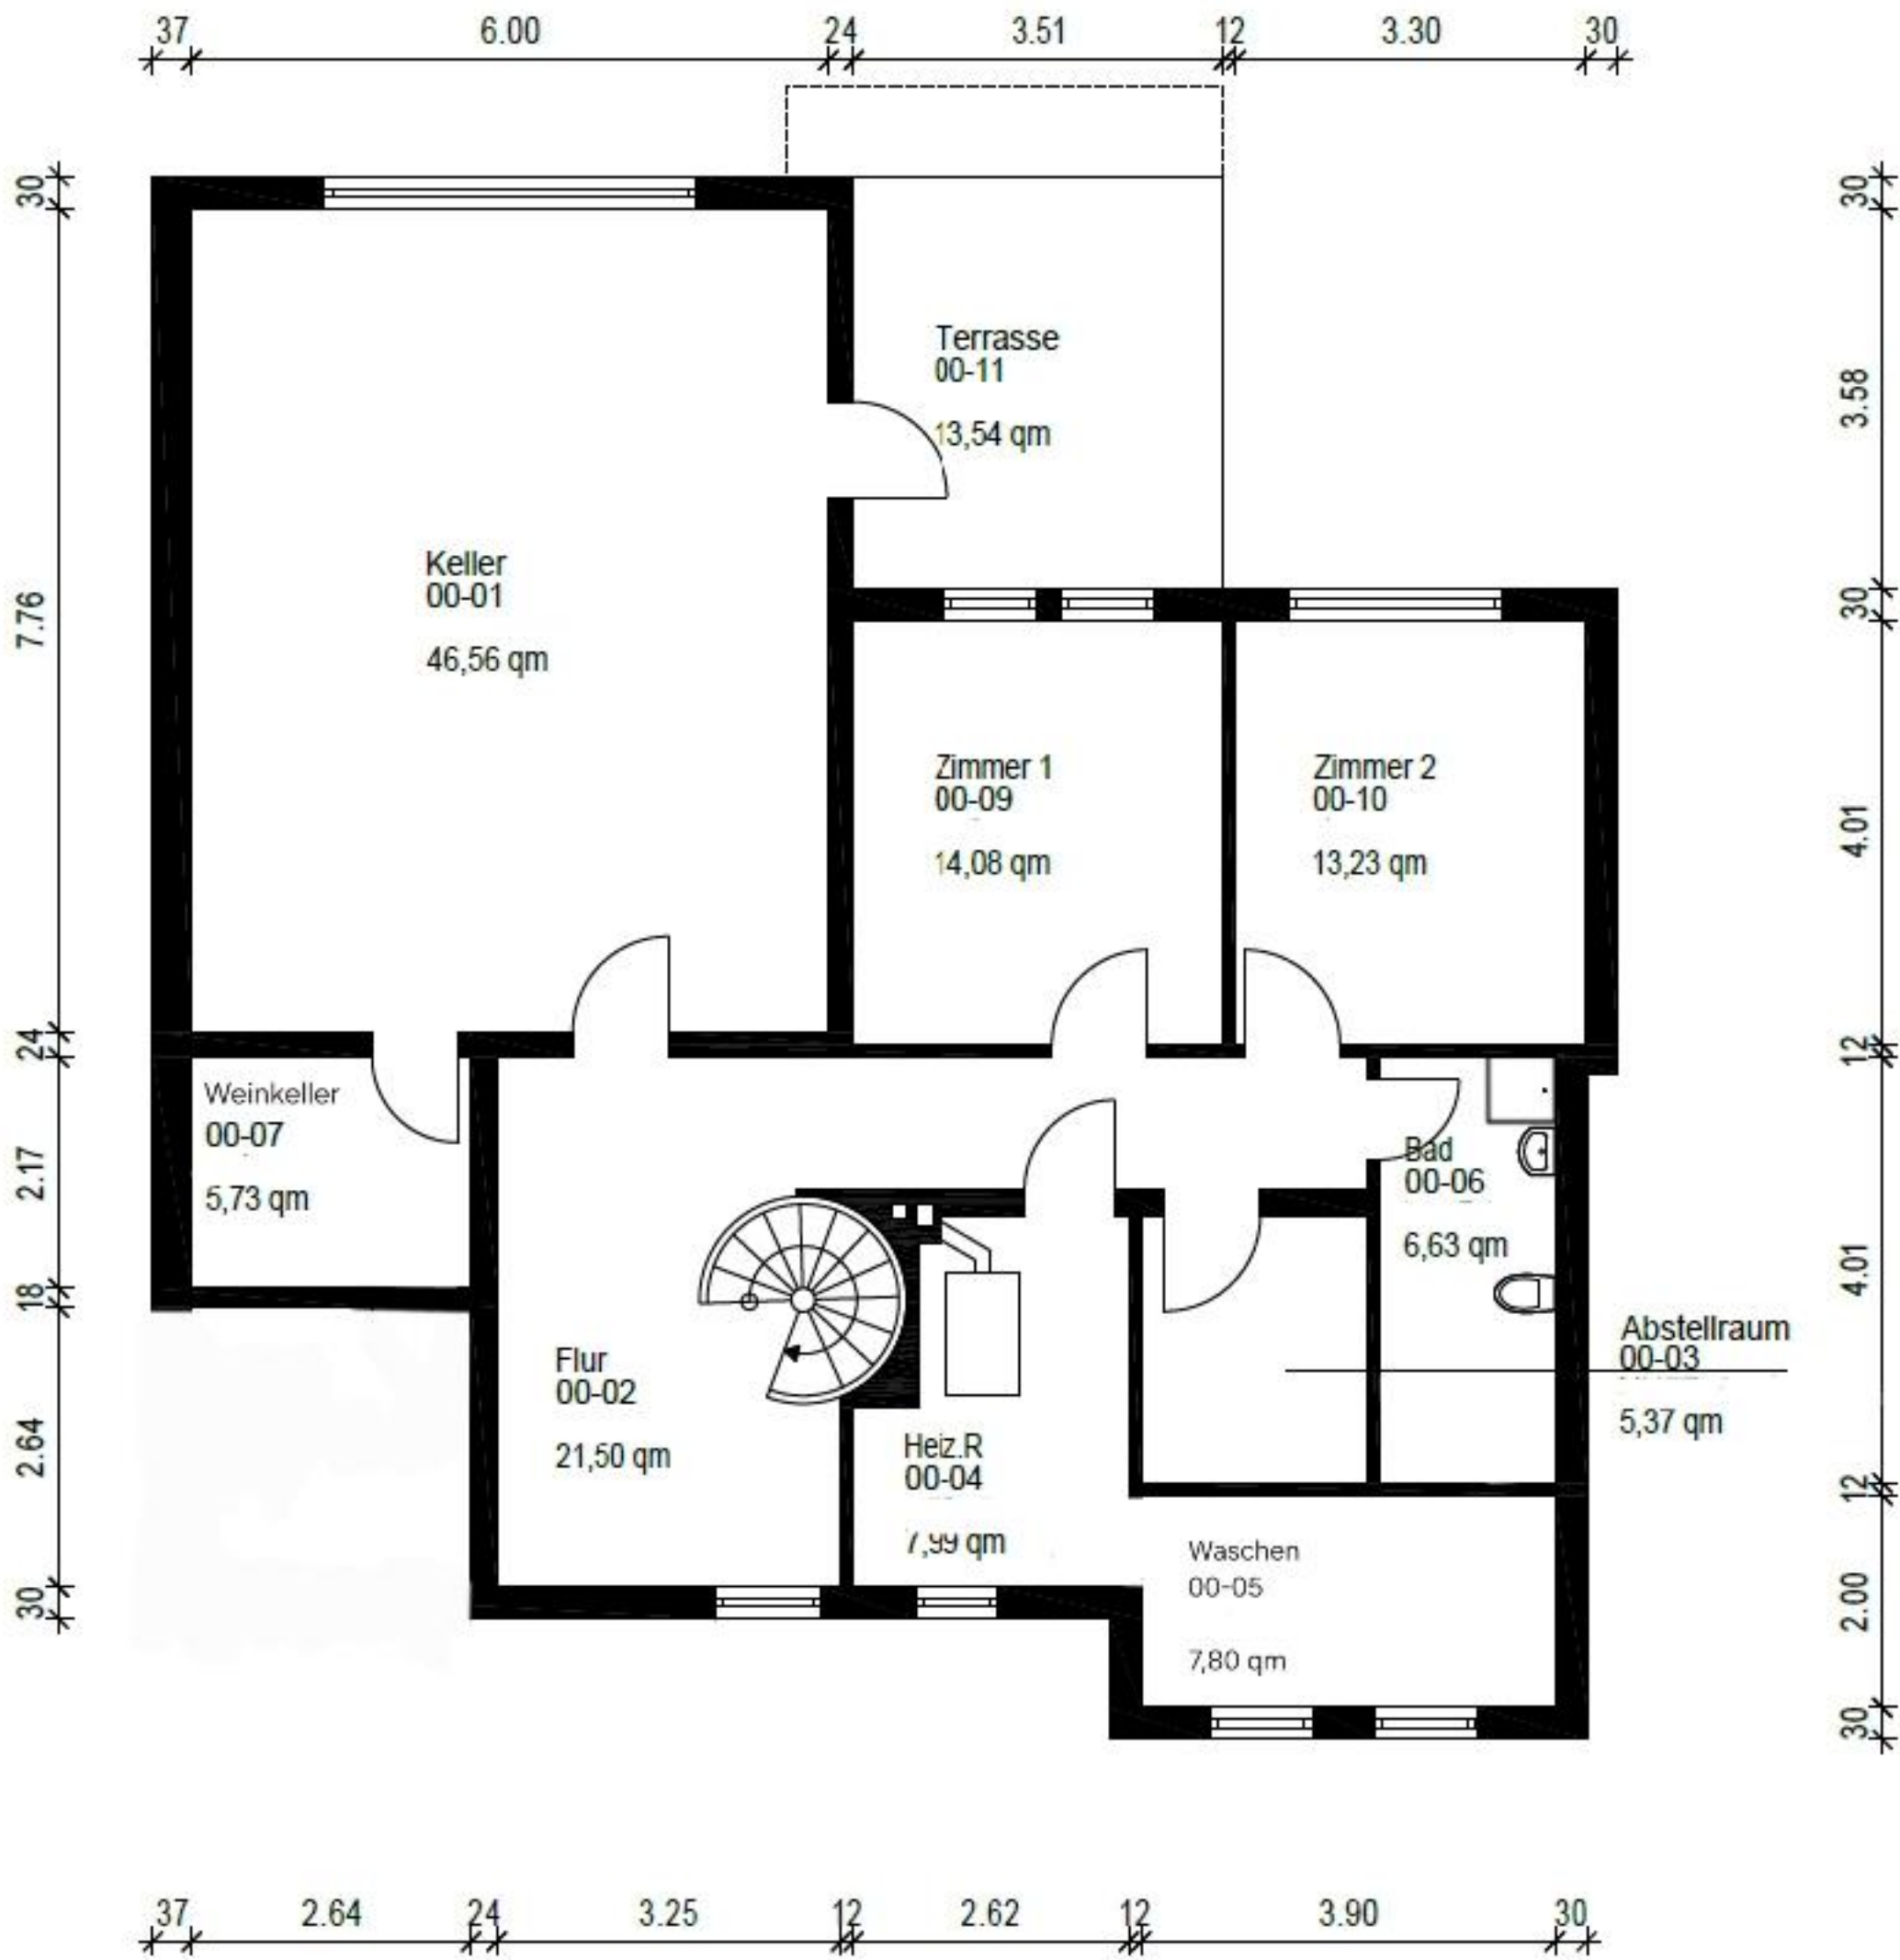 37 6.00 24 3.51 12 3.30 30
30
7.76
24
2.17
18
2.64
30
30
3.58
30
4.01
12
4.01
12
2.00
30
Terrasse
00-11
13,54 qm
Keller
00-01
46,56 qm
Zimmer 1
00-09
14,08 qm
Zimmer 2
00-10
13,23 qm
Weinkeller
00-07
5,73 qm
Bad
00-06
6,63 qm
Abstellraum
00-03
5,37 qm
Flur
00-02
21,50 qm
Heiz.R
00-04
7,99 qm
Waschen
00-05
7,80 qm
37 2.64 24 3.25 12 2.62 12 3.90 30